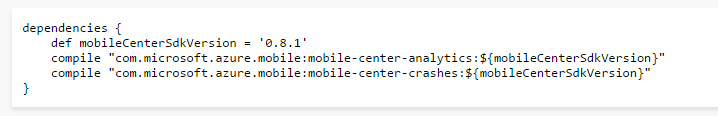 dependencies {
    def mobileCenterSdkVersion = '0.8.1'
    compile "com.microsoft.azure.mobile:mobile-center-analytics:${mobileCenterSdkVersion}"
    compile "com.microsoft.azure.mobile:mobile-center-crashes:${mobileCenterSdkVersion}"
}